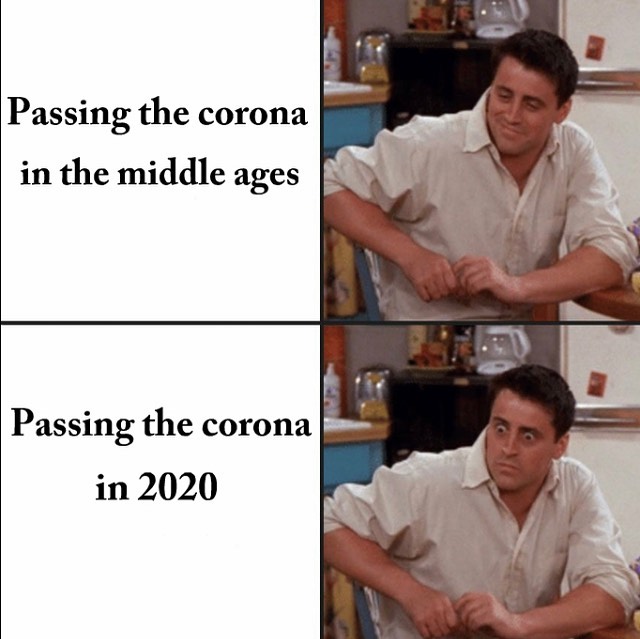 Passing the corona
in the middle ages
Passing the corona
in 2020